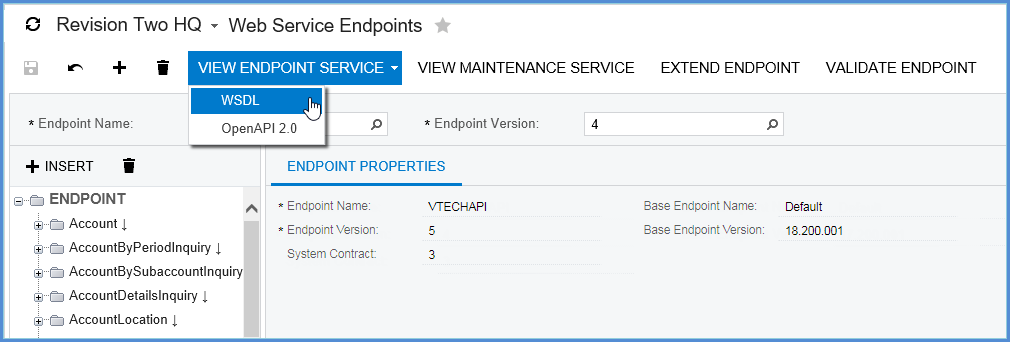 Revision Two HQ Web Service Endpoints
VIEW ENDPOINT SERVICE VIEW MAINTENANCE SERVICE EXTEND ENDPOINT VALIDATE ENDPOINT
WSDL
OpenAPI 2.0
* Endpoint Name: * Endpoint Version: 4
INSERT
ENDPOINT
Account ↓
AccountByPeriodInquiry ↓
AccountBySubaccountInquiry
AccountDetailsInquiry ↓
AccountLocation ↓
ENDPOINT PROPERTIES
* Endpoint Name: VTECHAPI Base Endpoint Name: Default
* Endpoint Version: 5 Base Endpoint Version: 18.200.001
System Contract: 3